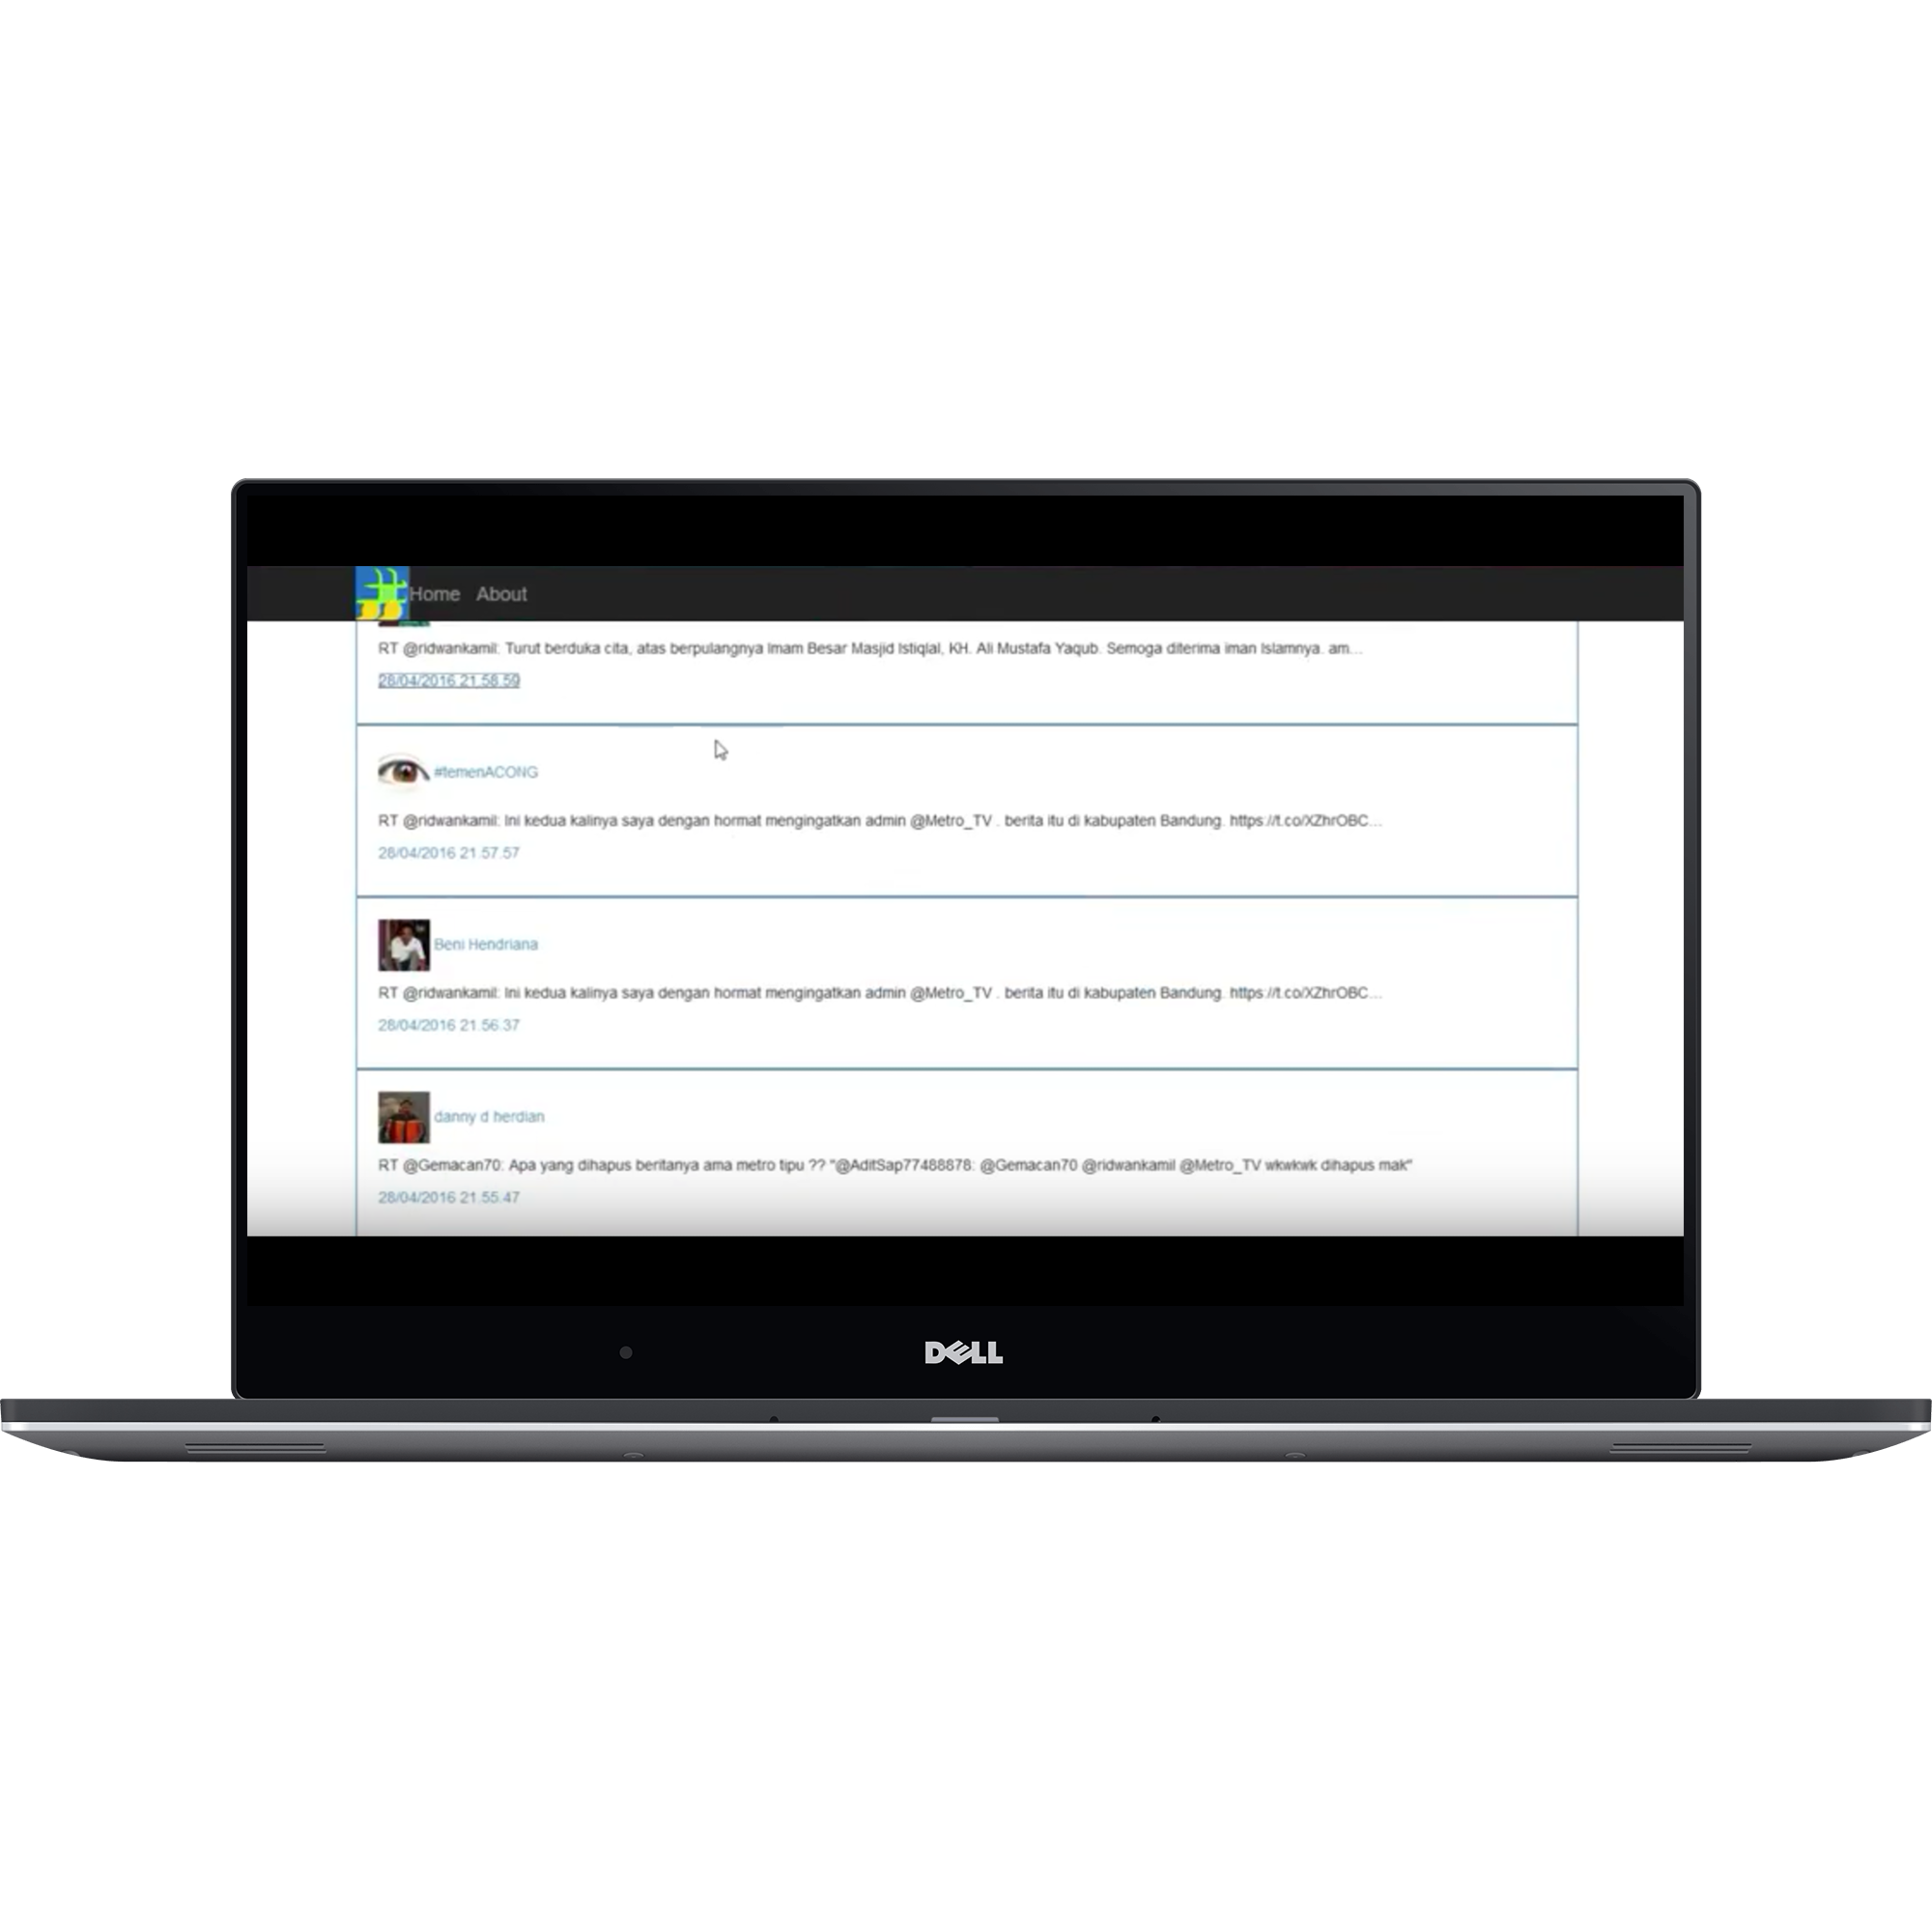 Home About
RT @ridwankamil: Turut berduka cita, atas berpulangnya Imam Besar Masjid Istiqlal, KH. Ali Mustafa Yaqub. Semoga diterima iman Islamnya. am...
28/04/2016 21.58.59
#temenACONG
RT @ridwankamil: Ini kedua kalinya saya dengan hormat mengingatkan admin @Metro_TV . berita itu di kabupaten Bandung. https://t.co/XZhrOBC...
28/04/2016 21.57.57
Beni Hendriana
RT @ridwankamil: Ini kedua kalinya saya dengan hormat mengingatkan admin @Metro_TV . berita itu di kabupaten Bandung. https://t.co/XZhrOBC...
28/04/2016 21.56.37
danny d herdian
RT @Gemacan70: Apa yang dihapus beritanya ama metro tipu ?? "@AditSap77488878: @Gemacan70 @ridwankamil @Metro_TV wkwkwk dihapus mak"
28/04/2016 21.55.47
DELL